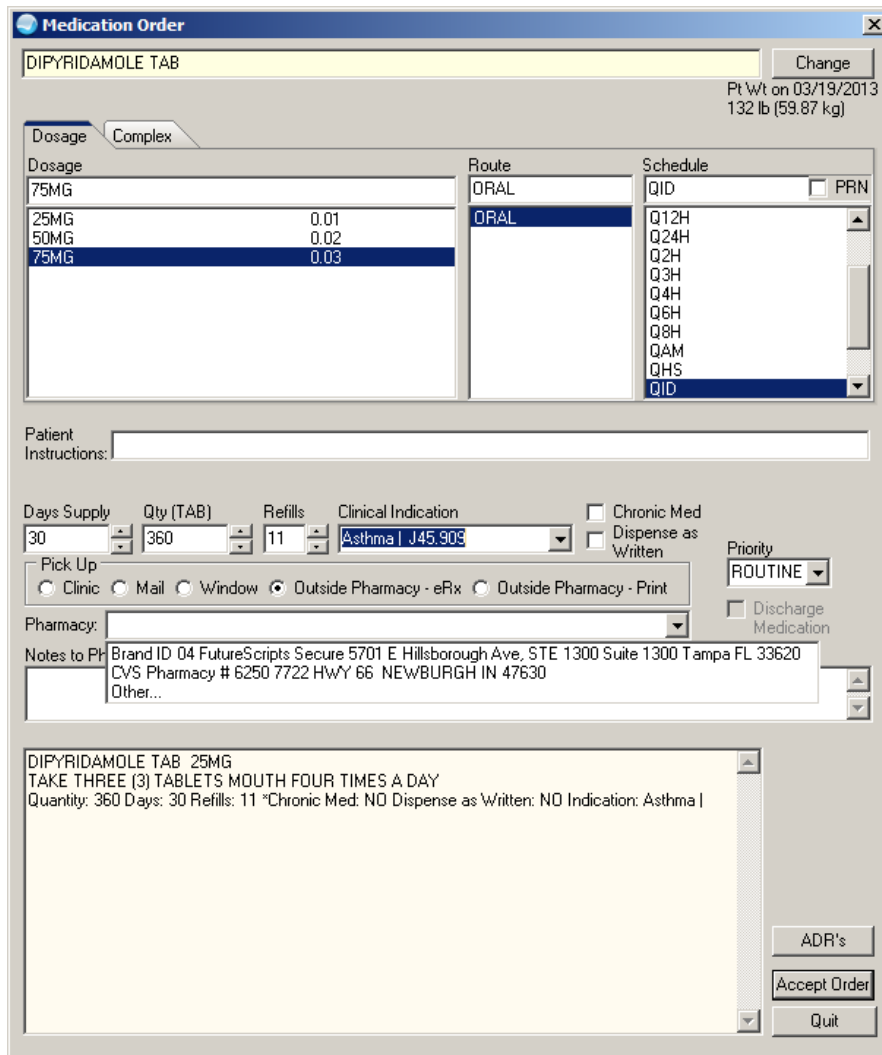 Medication Order
DIPYRIDAMOLE TAB
Change
Pt Wt on 03/19/2013
132 lb (59.87 kg)
Dosage Complex
Dosage Route Schedule
75MG ORAL QID PRN
25MG 0.01 ORAL Q12H
50MG 0.02 Q24H
75MG 0.03 Q2H
Q3H
Q4H
Q6H
Q8H
QAM
QHS
QID
Patient
Instructions:
Days Supply Qty (TAB) Refills Clinical Indication Chronic Med
30 360 11 Asthma | J45.909 Dispense as
Written
Priority
ROUTINE
Pick Up
Clinic Mail Window Outside Pharmacy - eRx Outside Pharmacy - Print
Discharge
Medication
Pharmacy:
Notes to Ph
Brand ID 04 FutureScripts Secure 5701 E Hillsborough Ave, STE 1300 Suite 1300 Tampa FL 33620
CVS Pharmacy # 6250 7722 HWY 66 NEWBURGH IN 47630
Other...
DIPYRIDAMOLE TAB 25MG
TAKE THREE (3) TABLETS MOUTH FOUR TIMES A DAY
Quantity: 360 Days: 30 Refills: 11 *Chronic Med: NO Dispense as Written: NO Indication: Asthma |
ADR's
Accept Order
Quit